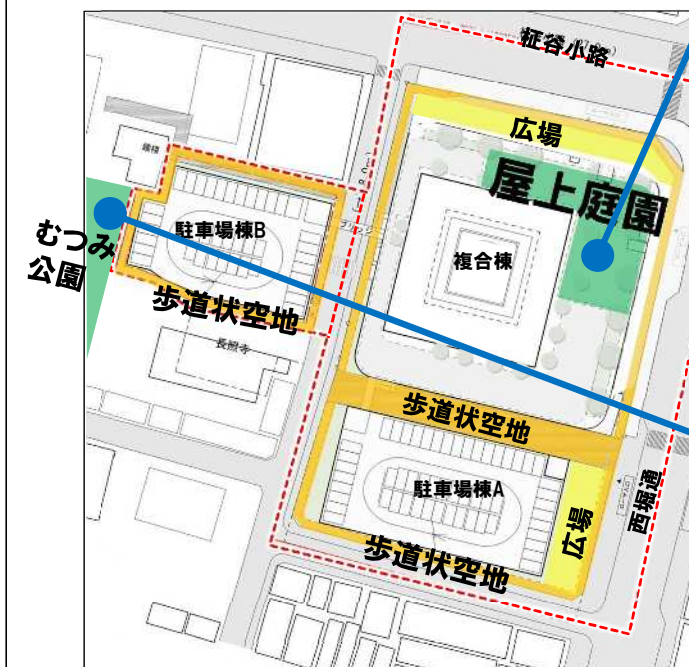 柾谷小路
広場
屋上庭園
鐘楼
駐車場棟B
むつみ
公園
複合棟
歩道状空地
長照寺
歩道状空地
駐車場棟A
西堀通
広場
歩道状空地